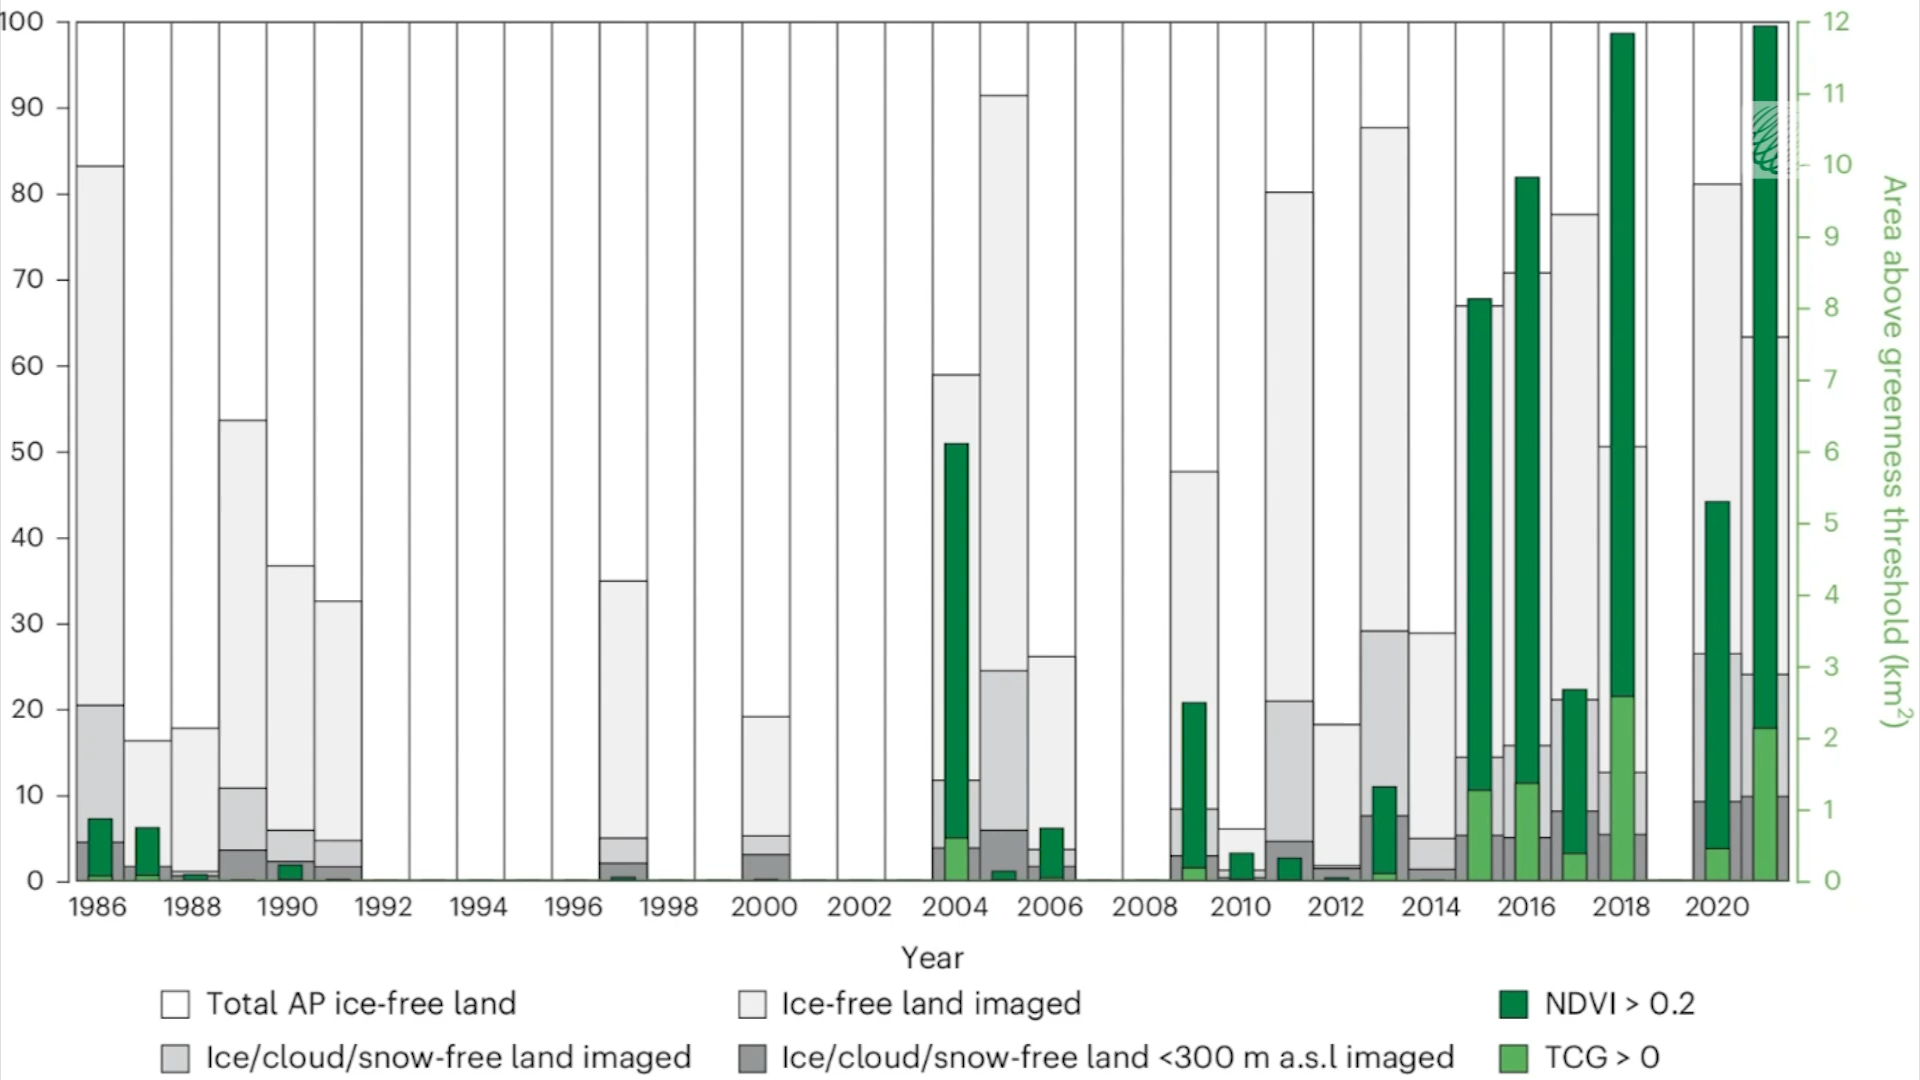 100
90
80
70
60
50
40
30
20
10
0
12
11
10
9
8
7
6
5
4
3
2
1
0
Area above greenness threshold (km²)
1986 1988 1990 1992 1994 1996 1998 2000 2002 2004 2006 2008 2010 2012 2014 2016 2018 2020
Year
Total AP ice-free land
Ice-free land imaged
NDVI > 0.2
Ice/cloud/snow-free land imaged
Ice/cloud/snow-free land <300 m a.s.l imaged
TCG > 0